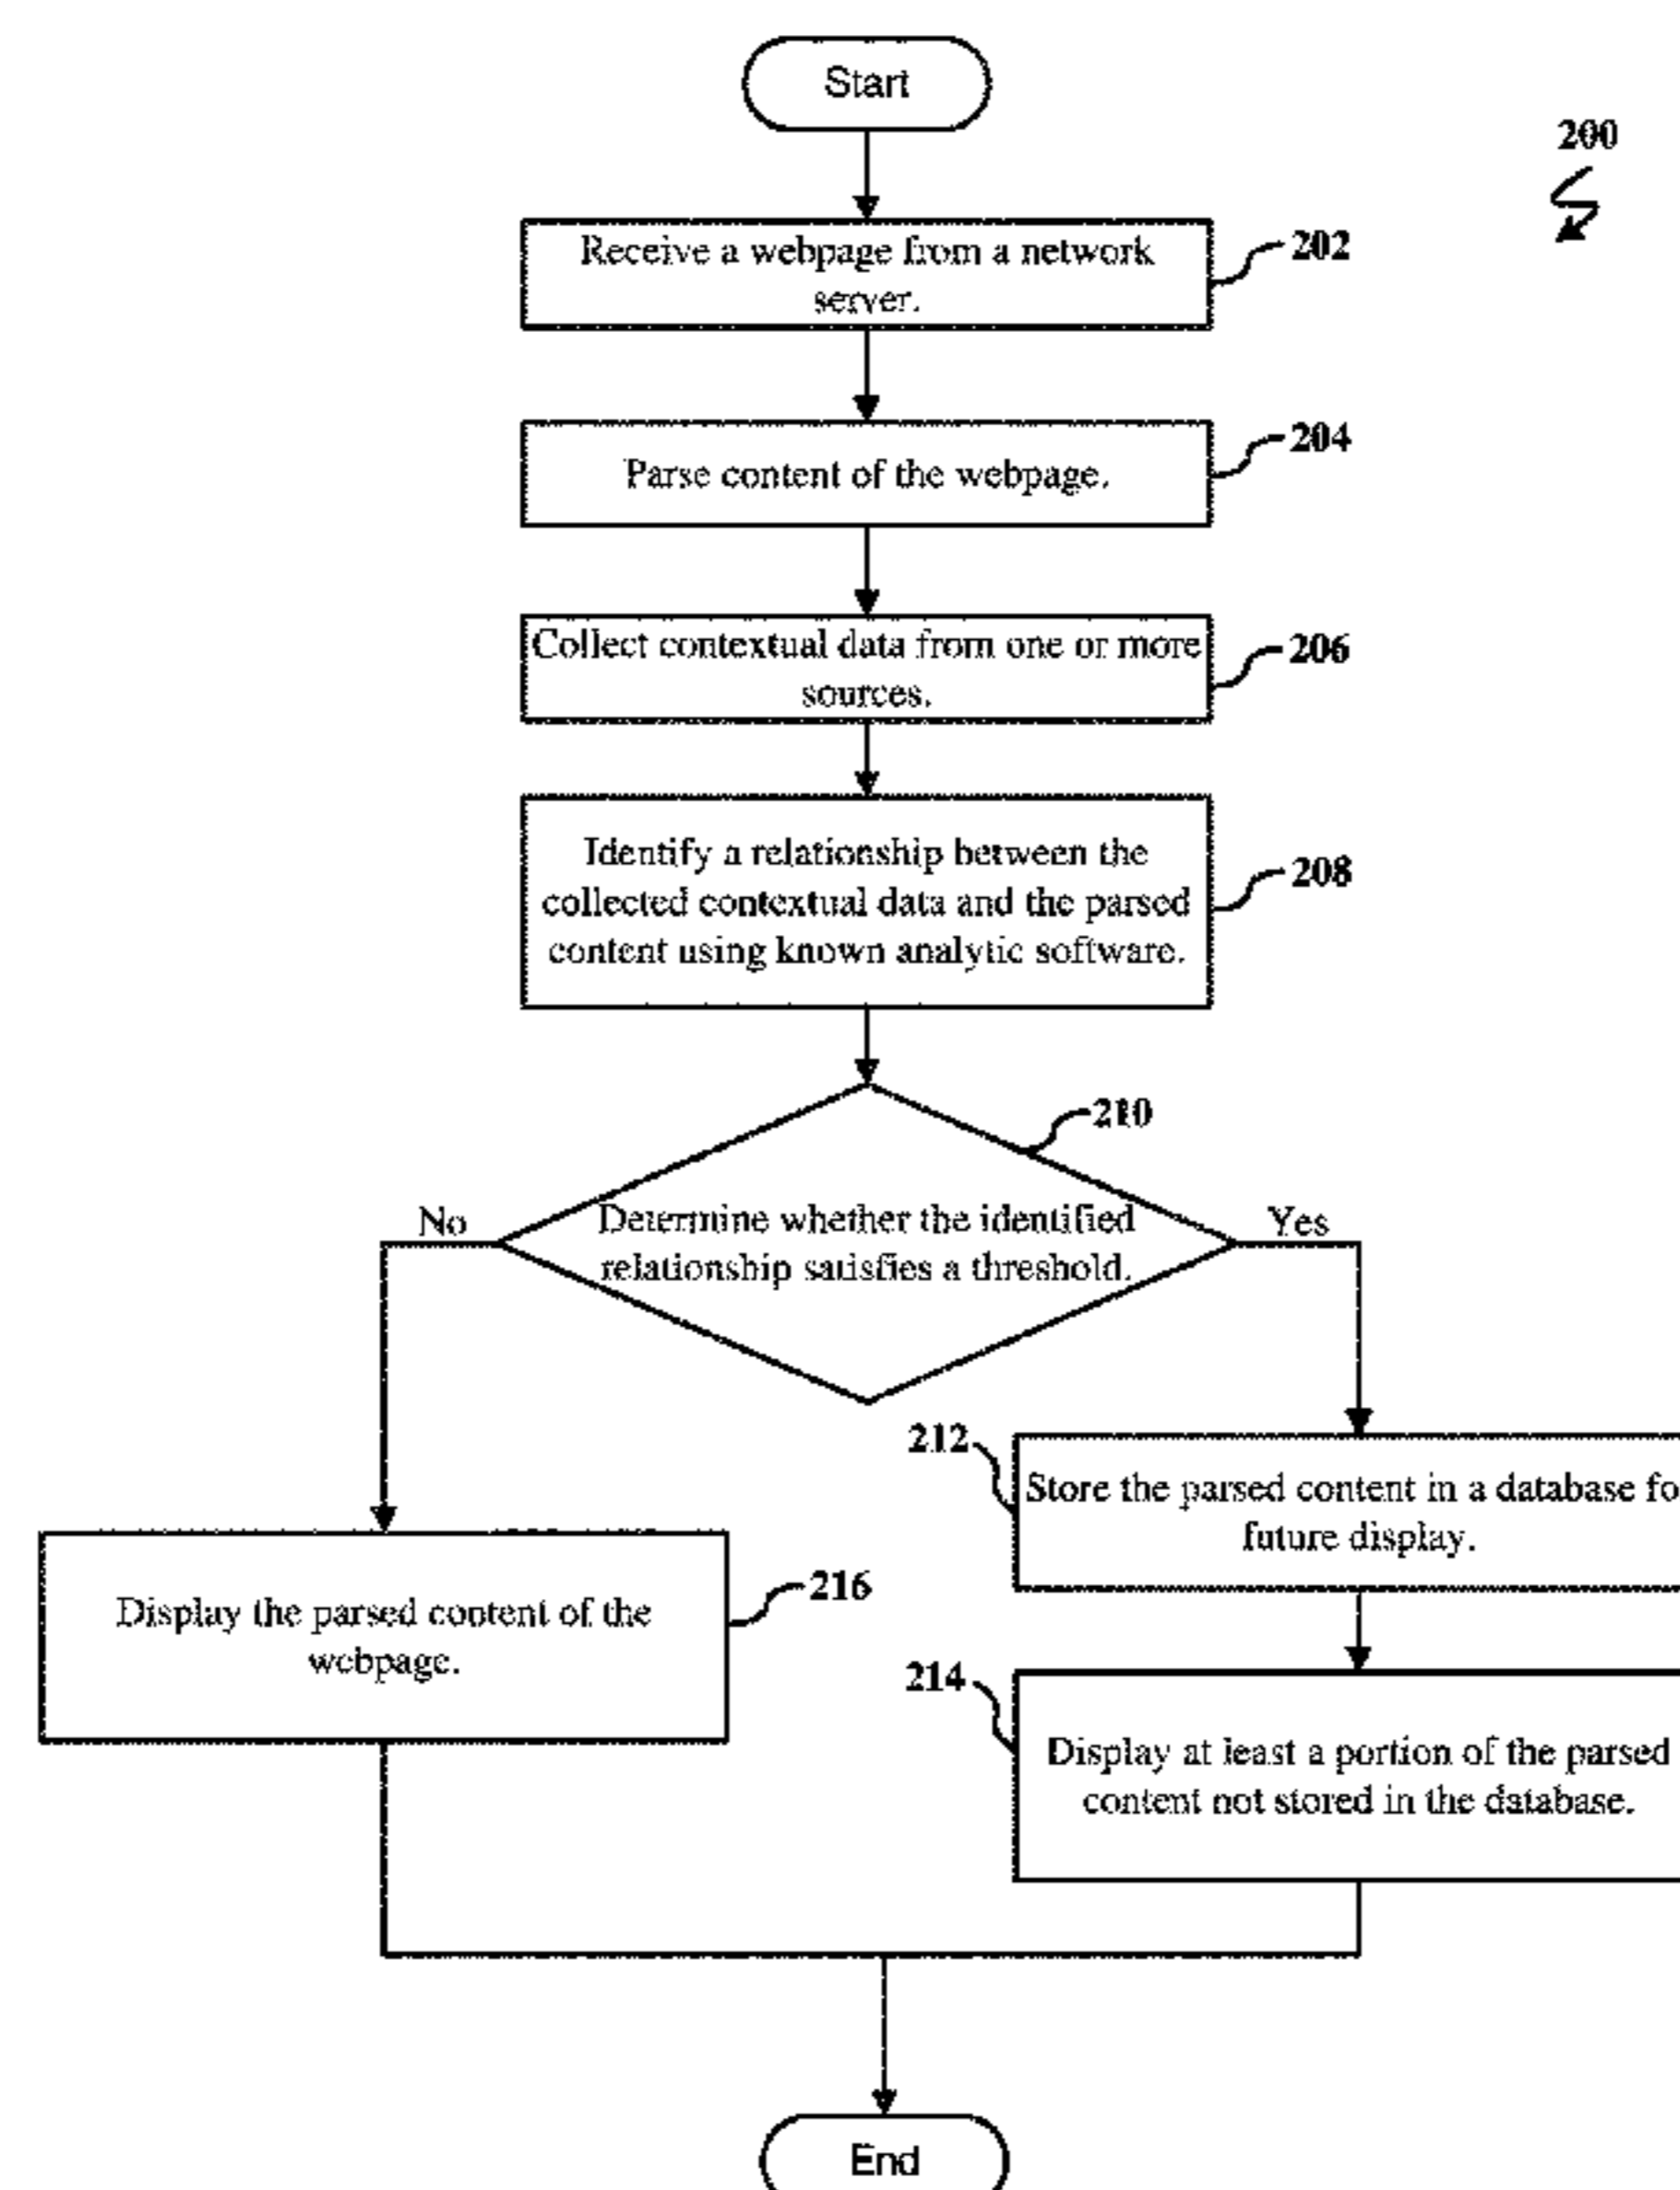 Start
200
Receive a webpage from a network
server.
202
Parse content of the webpage.
204
Collect contextual data from one or more
sources.
206
Identify a relationship between the
collected contextual data and the parsed
content using known analytic software.
208
210
Determine whether the identified
relationship satisfies a threshold.
No
Yes
212
Store the parsed content in a database fo
future display.
Display the parsed content of the
webpage.
216
214
Display at least a portion of the parsed
content not stored in the database.
End